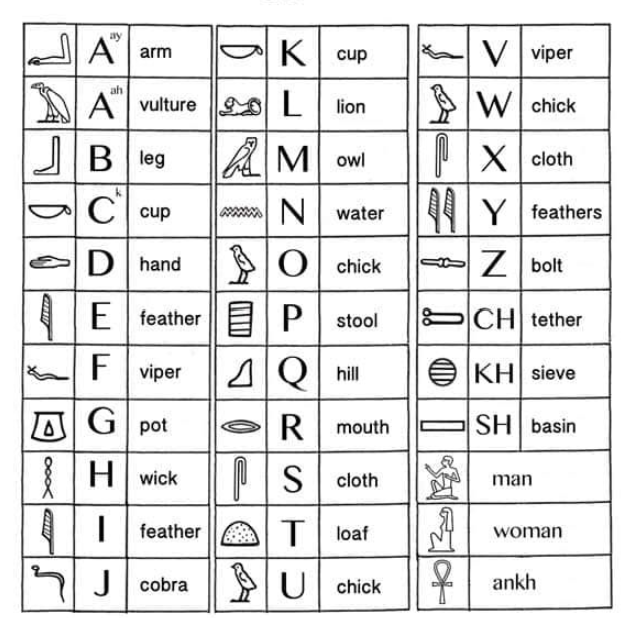 A ay arm
A ah vulture
B leg
C k cup
D hand
E feather
F viper
G pot
H wick
I feather
J cobra
K cup
L lion
M owl
N water
O chick
P stool
Q hill
R mouth
S cloth
T loaf
U chick
V viper
W chick
X cloth
Y feathers
Z bolt
CH tether
KH sieve
SH basin
man
woman
ankh